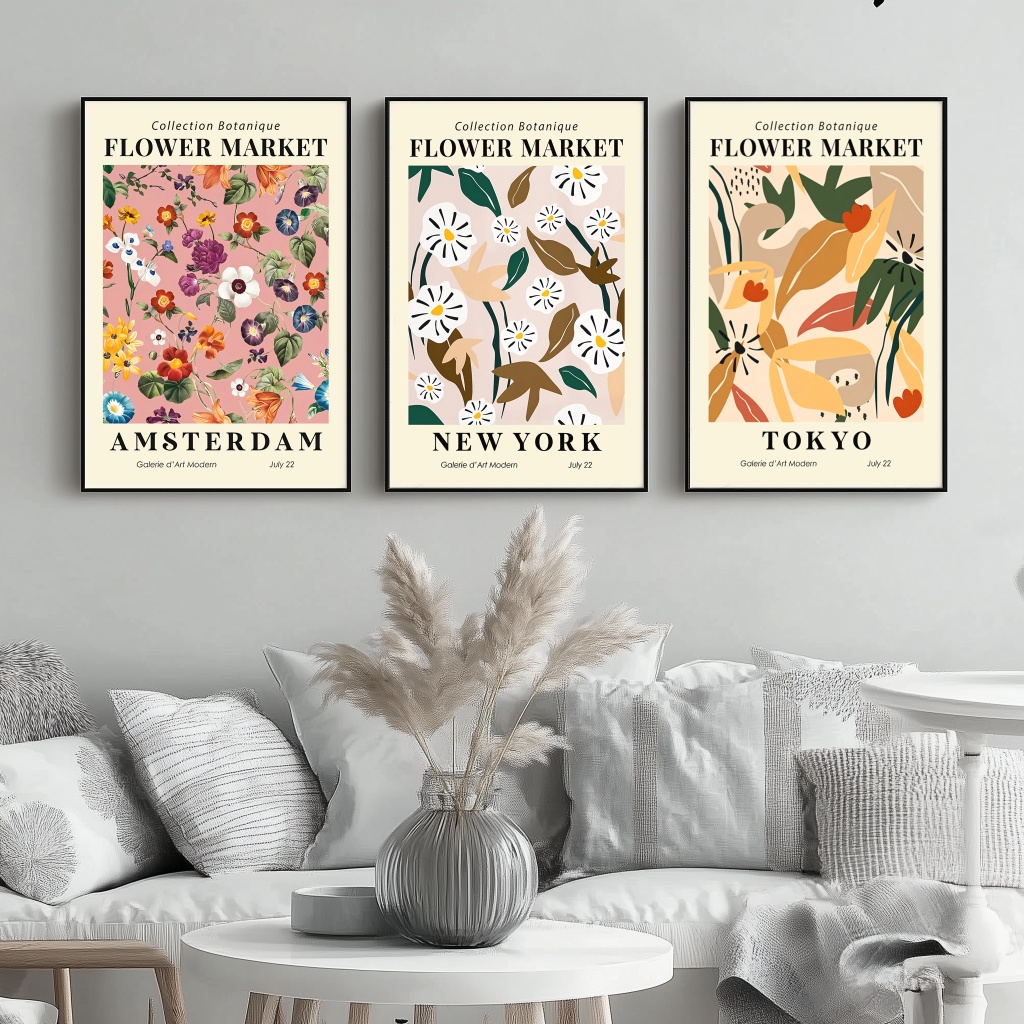 Collection Botanique
FLOWER MARKET
AMSTERDAM
Galerie d'Art Modern July 22
Collection Botanique
FLOWER MARKET
NEW YORK
Galerie d'Art Modern July 22
Collection Botanique
FLOWER MARKET
TOKYO
Galerie d'Art Modern July 22